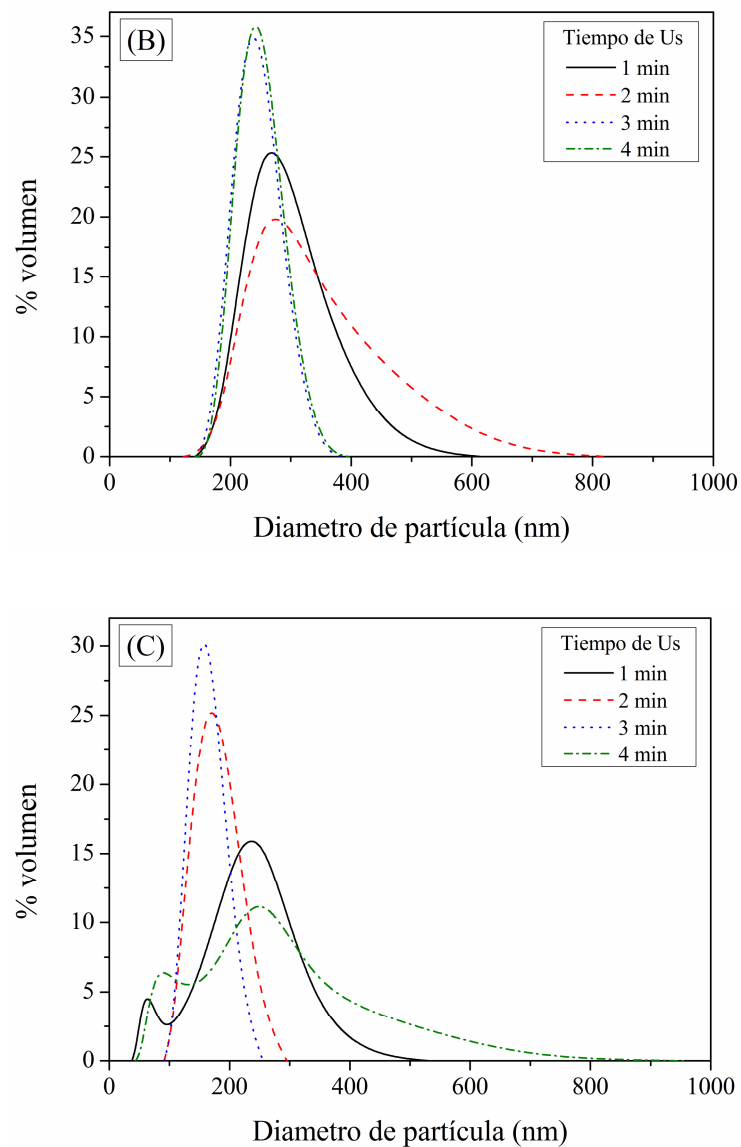 (B)
Tiempo de Us
1 min
2 min
3 min
4 min
% volumen
35
30
25
20
15
10
5
0
0 200 400 600 800 1000
Diametro de partícula (nm)
(C)
Tiempo de Us
1 min
2 min
3 min
4 min
% volumen
30
25
20
15
10
5
0
0 200 400 600 800 1000
Diametro de partícula (nm)